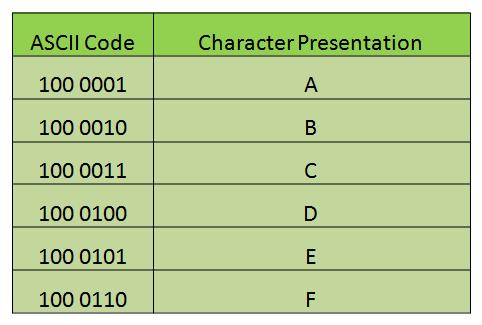 ASCII Code Character Presentation
100 0001 A
100 0010 B
100 0011 C
100 0100 D
100 0101 E
100 0110 F